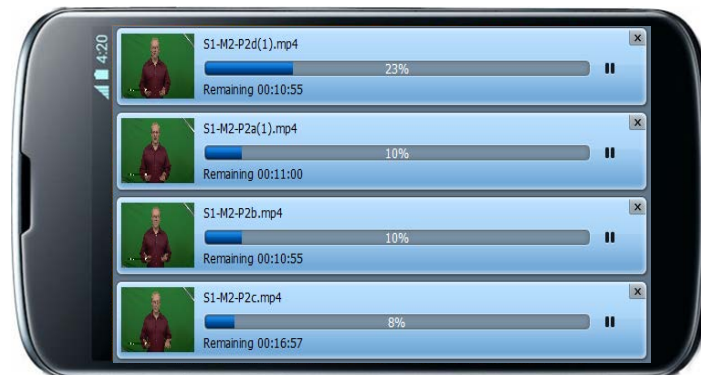 4:20
S1-M2-P2d(1).mp4
23%
Remaining 00:10:55
S1-M2-P2a(1).mp4
10%
Remaining 00:11:00
S1-M2-P2b.mp4
10%
Remaining 00:10:55
S1-M2-P2c.mp4
8%
Remaining 00:16:57